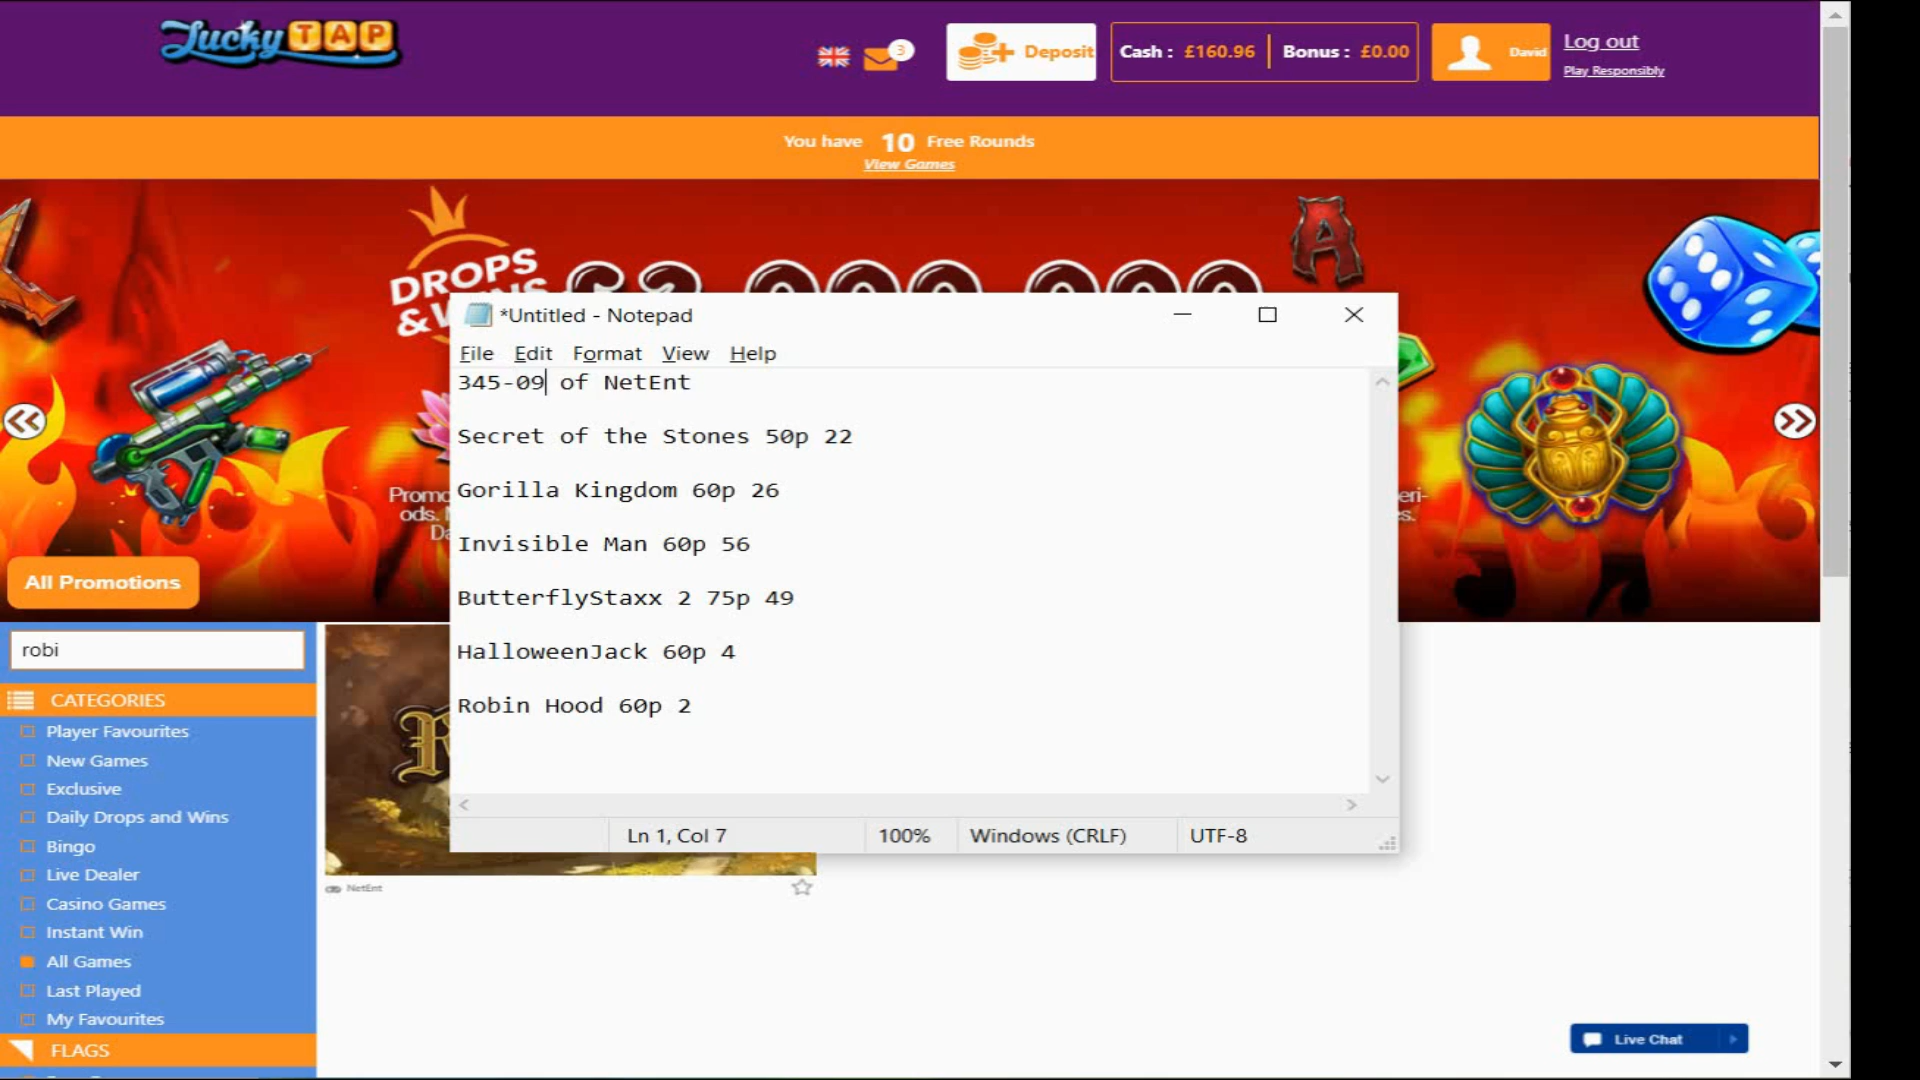 Lucky TAP
3
Deposit
Cash : £160.96
Bonus : £0.00
David
Log out
Play Responsibly
You have 10 Free Rounds
View Games
DROPS
A
*Untitled - Notepad
File Edit Format View Help
345-09 of NetEnt
Secret of the Stones 50p 22
Gorilla Kingdom 60p 26
Invisible Man 60p 56
ButterflyStaxx 2 75p 49
HalloweenJack 60p 4
Robin Hood 60p 2
Ln 1, Col 7
100%
Windows (CRLF)
UTF-8
All Promotions
robi
CATEGORIES
Player Favourites
New Games
Exclusive
Daily Drops and Wins
Bingo
Live Dealer
Casino Games
Instant Win
All Games
Last Played
My Favourites
FLAGS
NetEnt
Live Chat